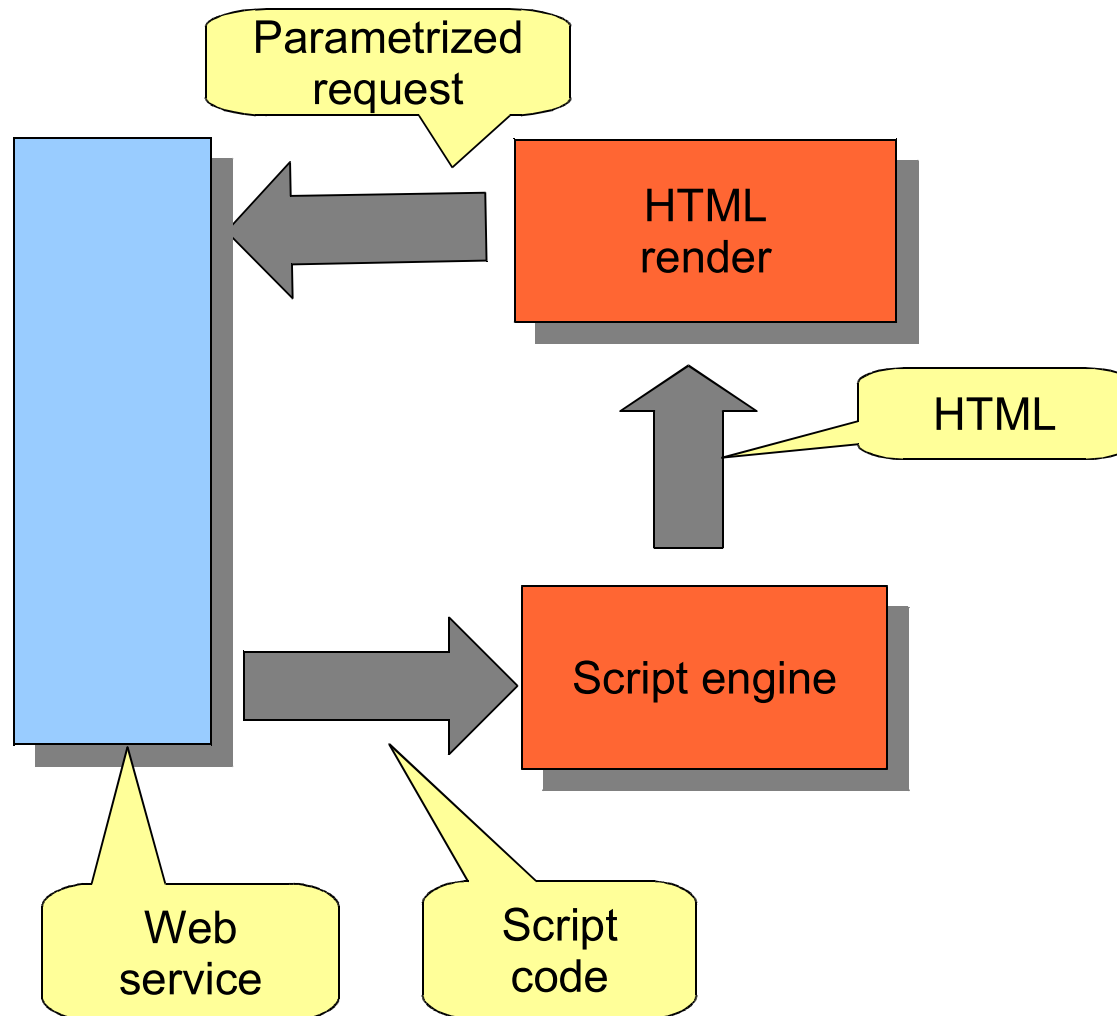 Parametrized
request
HTML
render
HTML
Script engine
Web
service
Script
code